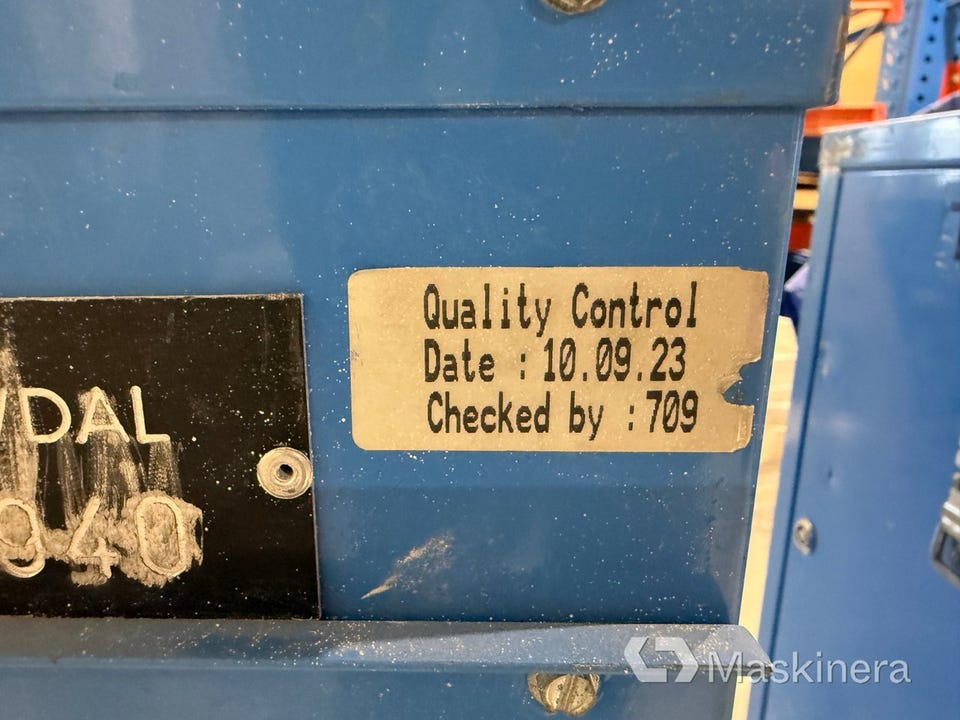 Quality Control
Date : 10.09.23
Checked by : 709
DAL
940
Maskinera